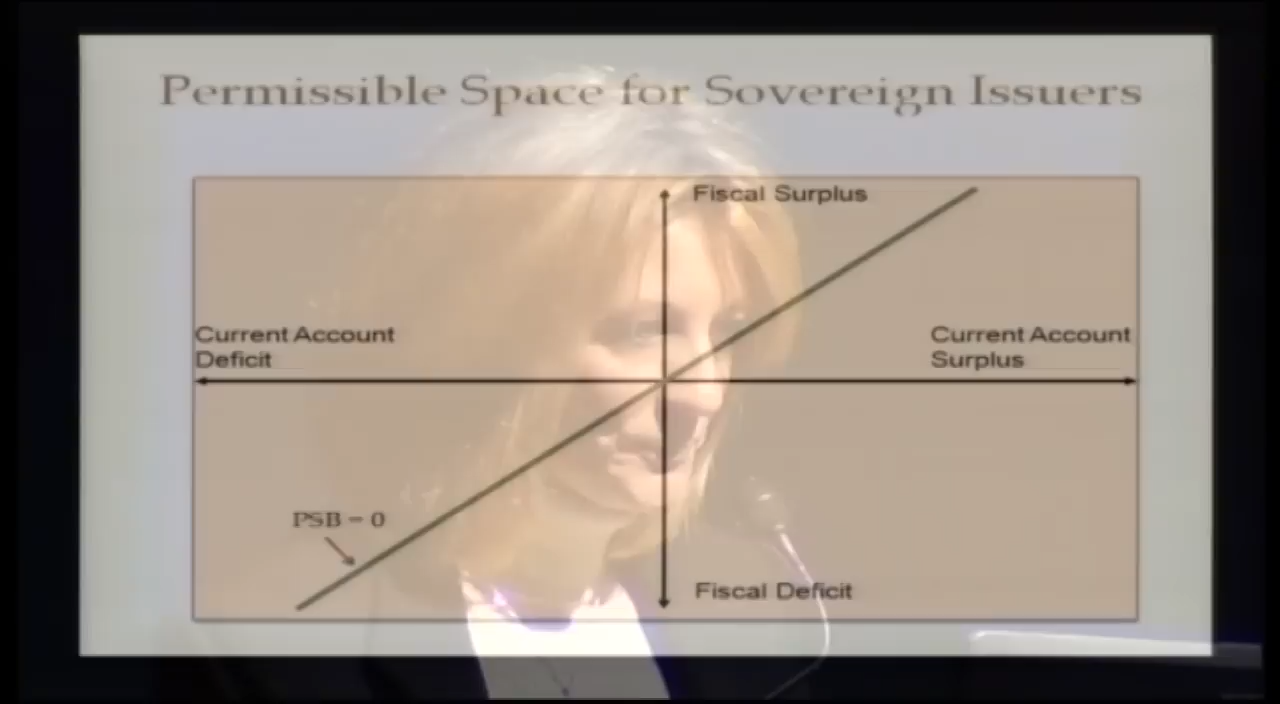 Permissible Space for Sovereign Issuers
Fiscal Surplus
Current Account
Deficit
Current Account
Surplus
PSB = 0
Fiscal Deficit